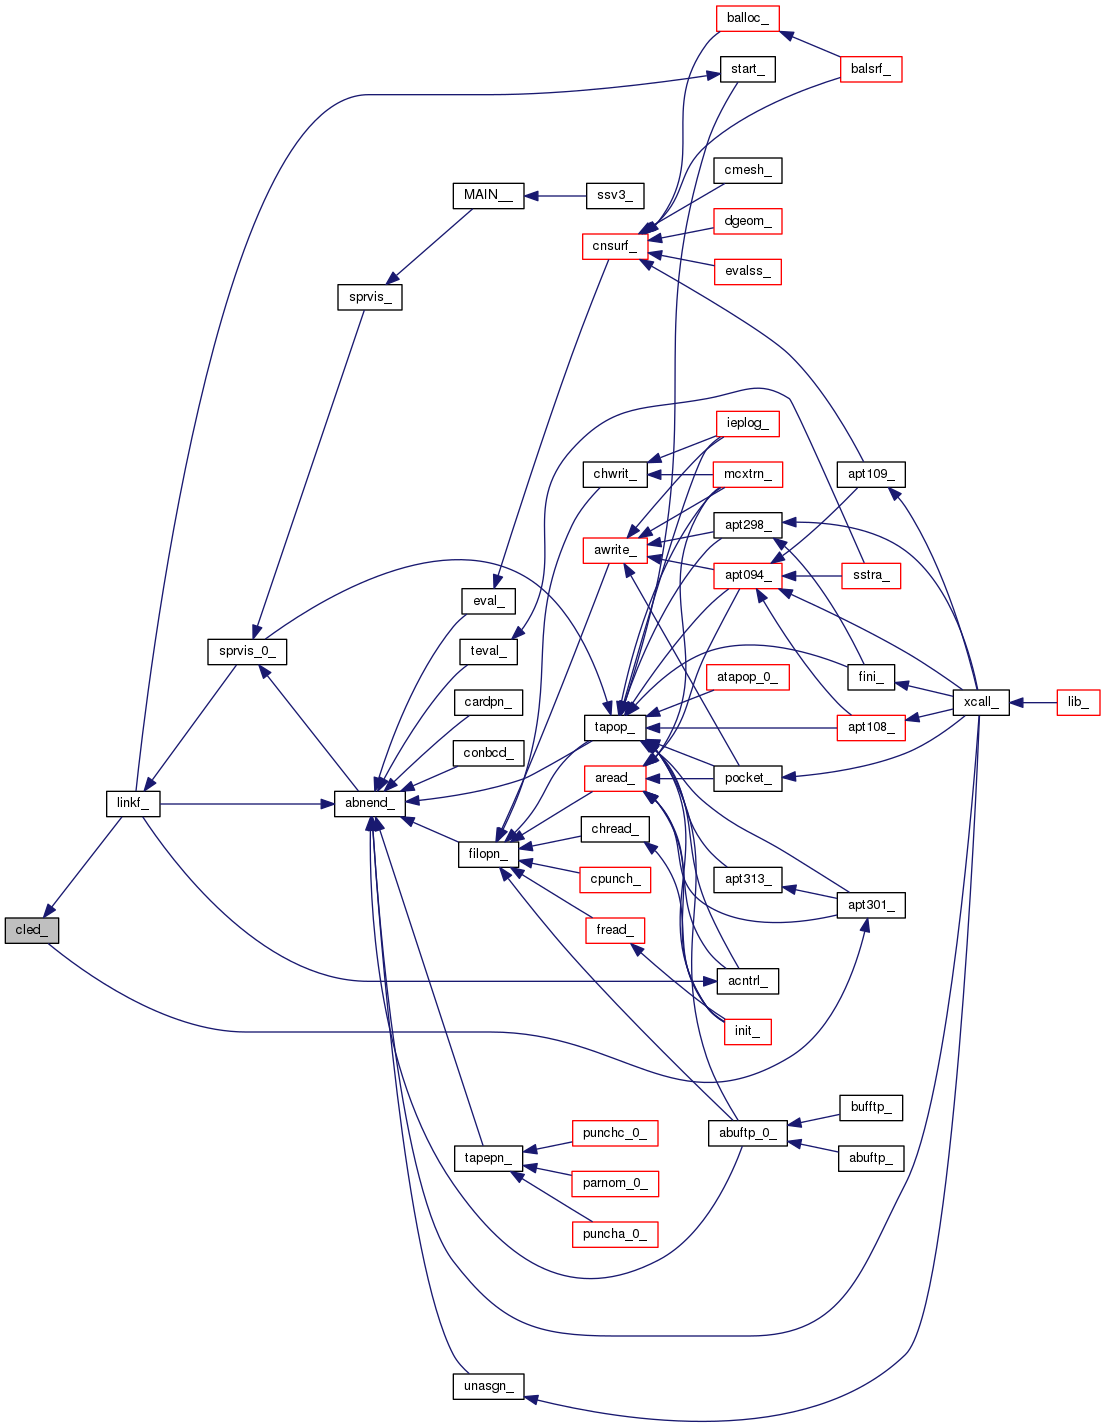 balloc_
start_
balsrf_
cmesh_
MAIN__
ssv3_
dgeom_
cnsurf_
evalss_
sprvis_
ieplog_
chwrit_
mcxtrn_
apt109_
apt298_
awrite_
apt094_
sstra_
eval_
sprvis_0_
teval_
atapop_0_
fini_
cardpn_
xcall_
lib_
tapop_
apt108_
conbcd_
aread_
pocket_
linkf_
abnend_
chread_
filopn_
cpunch_
apt313_
apt301_
cled_
fread_
acntrl_
init_
bufftp_
punchc_0_
abuftp_0_
tapepn_
abuftp_
parnom_0_
puncha_0_
unasgn_